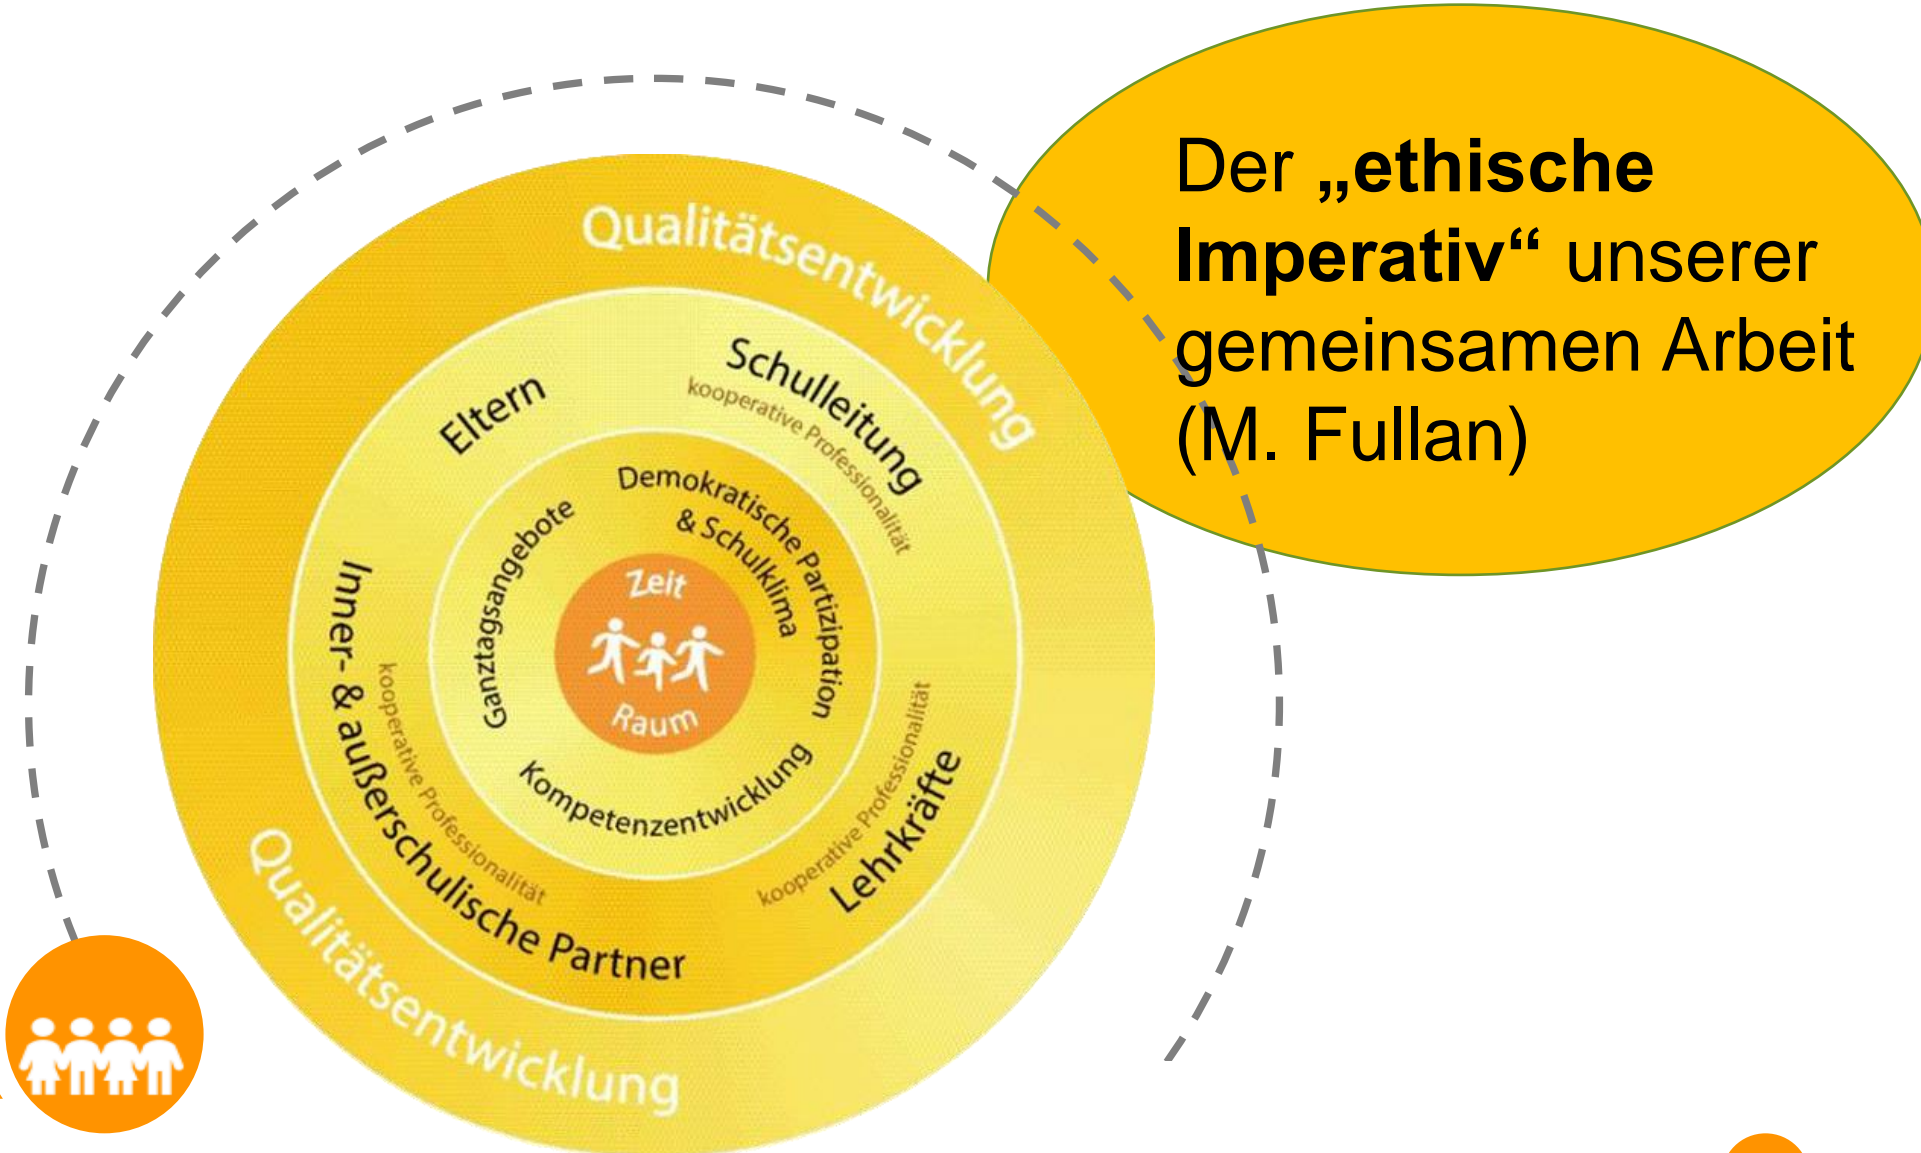 Der „ethische
Imperativ“ unserer
gemeinsamen Arbeit
(M. Fullan)
Qualitätsentwicklung
Eltern
Schulleitung
kooperative Professionalität
Demokratische Partizipation
& Schulklima
Ganztagsangebote
Zeit
Raum
Kompetenzentwicklung
Inner- & außerschulische Partner
kooperative Professionalität
Lehrkräfte
kooperative Professionalität
Qualitätsentwicklung